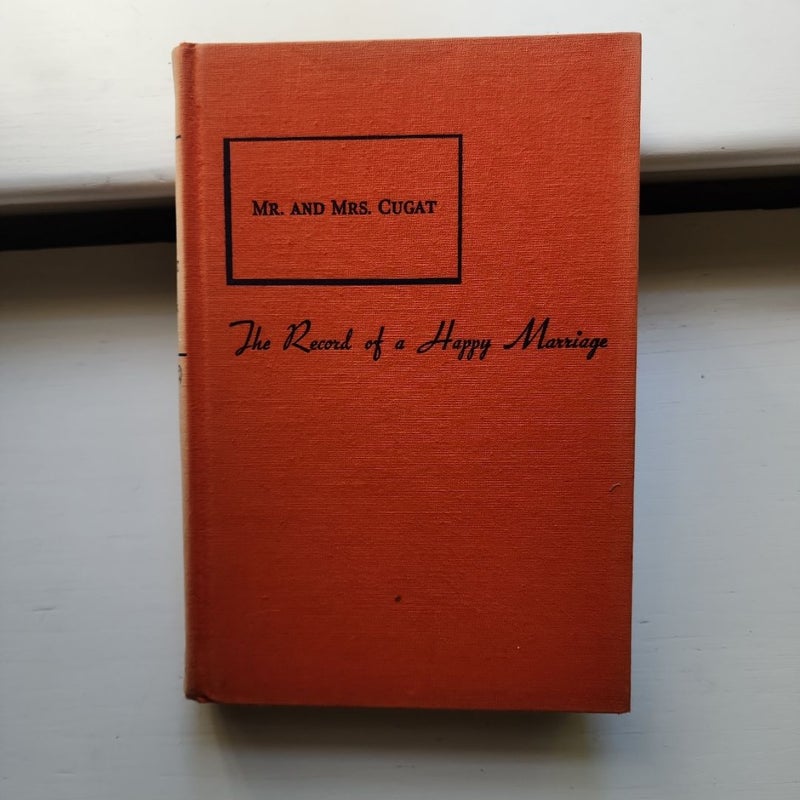 Mr. and Mrs. Cugat
The Record of a Happy Marriage